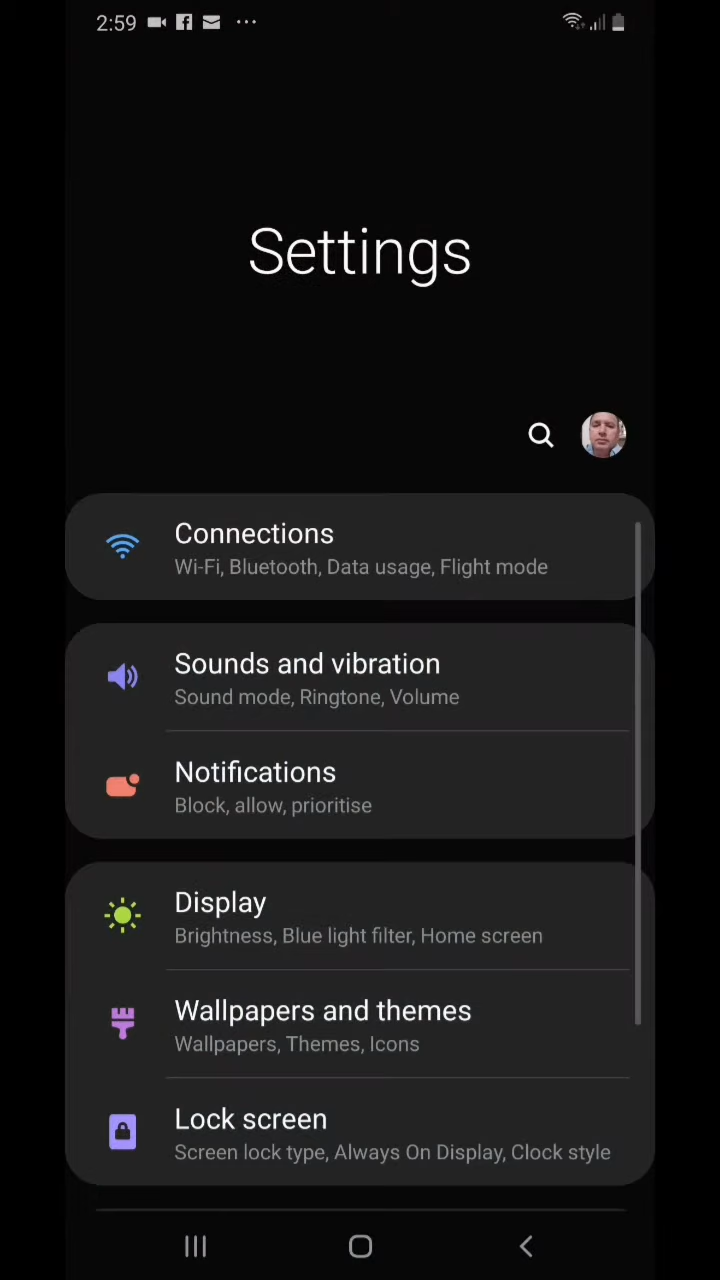 2:59
Settings
Connections
Wi-Fi, Bluetooth, Data usage, Flight mode
Sounds and vibration
Sound mode, Ringtone, Volume
Notifications
Block, allow, prioritise
Display
Brightness, Blue light filter, Home screen
Wallpapers and themes
Wallpapers, Themes, Icons
Lock screen
Screen lock type, Always On Display, Clock style